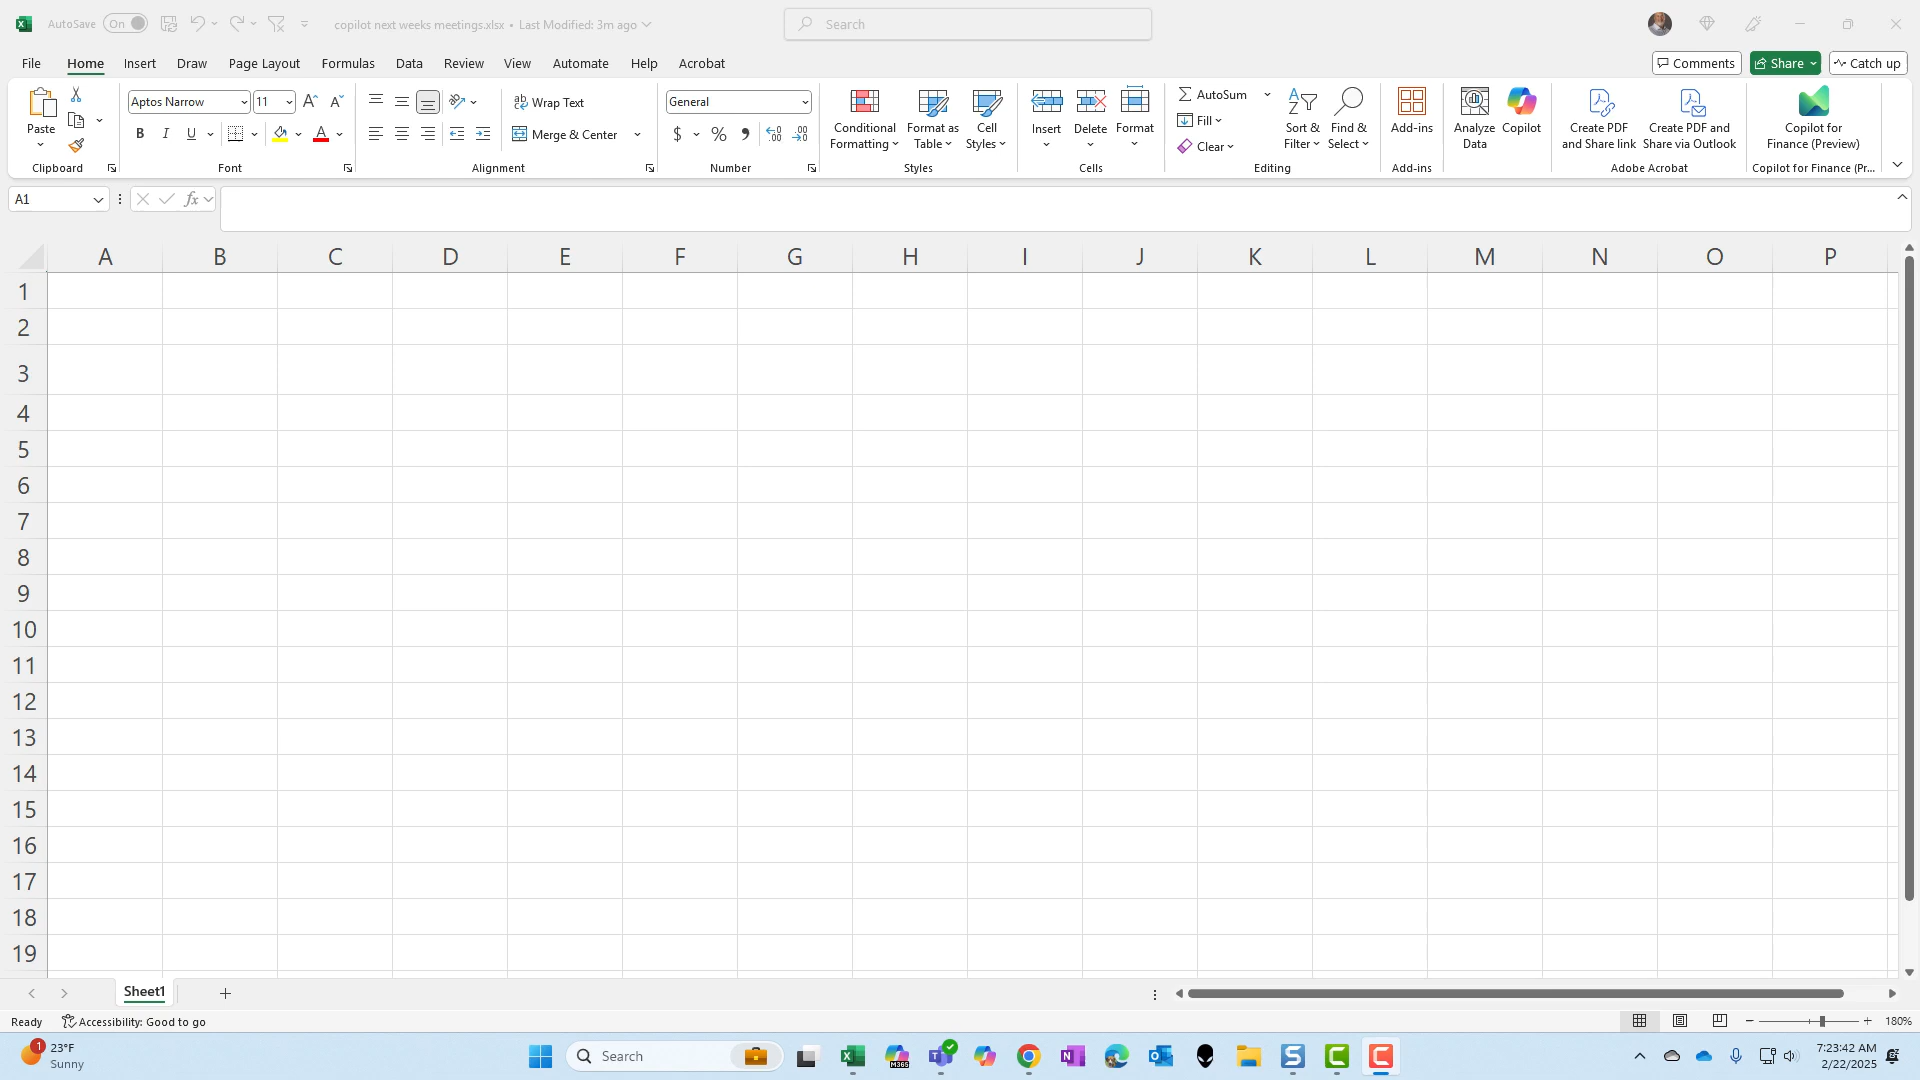 AutoSave On copilot next weeks meetings.xlsx • Last Modified: 3m ago Search
File Home Insert Draw Page Layout Formulas Data Review View Automate Help Acrobat Comments Share Catch up
Paste
Clipboard
Aptos Narrow 11
B I U A
Font
Wrap Text
Merge & Center
Alignment
General
$ % 9
Number
Conditional
Formatting
Format as
Table
Cell
Styles
Styles
Insert
Delete
Format
Cells
AutoSum
Fill
Clear
Sort &
Filter
Find &
Select
Editing
Add-ins
Add-ins
Analyze
Data
Copilot
Create PDF
and Share link
Create PDF and
Share via Outlook
Adobe Acrobat
Copilot for
Finance (Preview)
Copilot for Finance (Pr...
A1 fx
A B C D E F G H I J K L M N O P
1
2
3
4
5
6
7
8
9
10
11
12
13
14
15
16
17
18
19
Sheet1
Ready Accessibility: Good to go 180%
1 23°F
Sunny
Search
M365
7:23:42 AM
2/22/2025